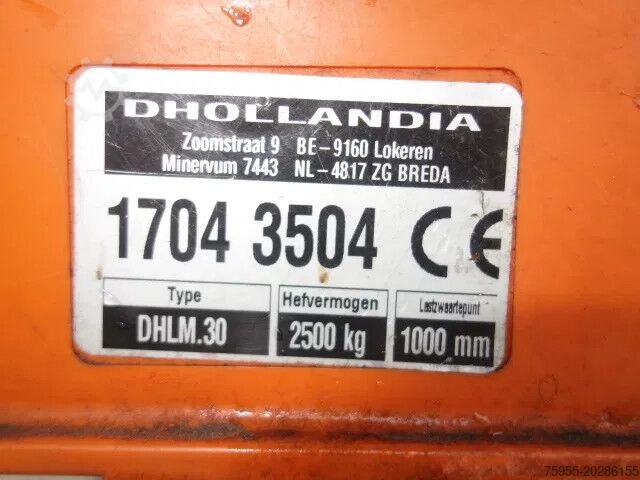 DHOLLANDIA
Zoomstraat 9 BE-9160 Lokeren
Minervum 7443 NL-4817 ZG BREDA
1704 3504 CE
Type Hefvermogen Lastzwaartepunt
DHLM.30 2500 kg 1000 mm
75955-20286155